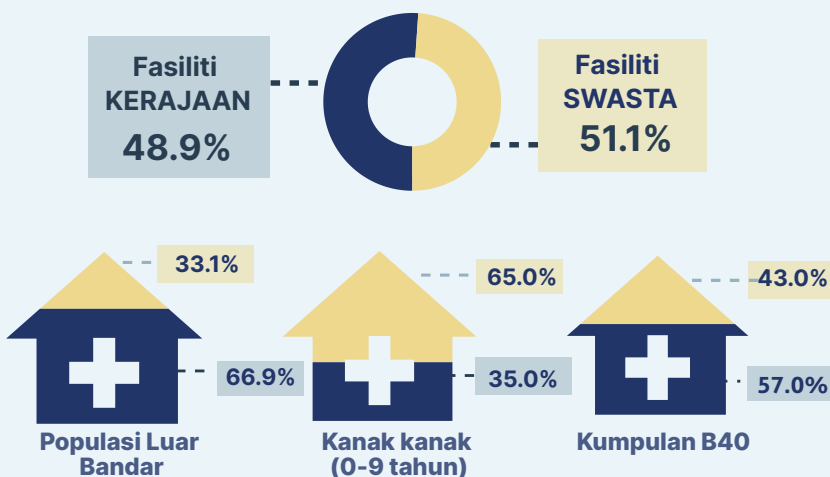 Fasiliti
KERAJAAN
48.9%
Fasiliti
SWASTA
51.1%
33.1%
66.9%
Populasi Luar
Bandar
65.0%
35.0%
Kanak kanak
(0-9 tahun)
43.0%
57.0%
Kumpulan B40